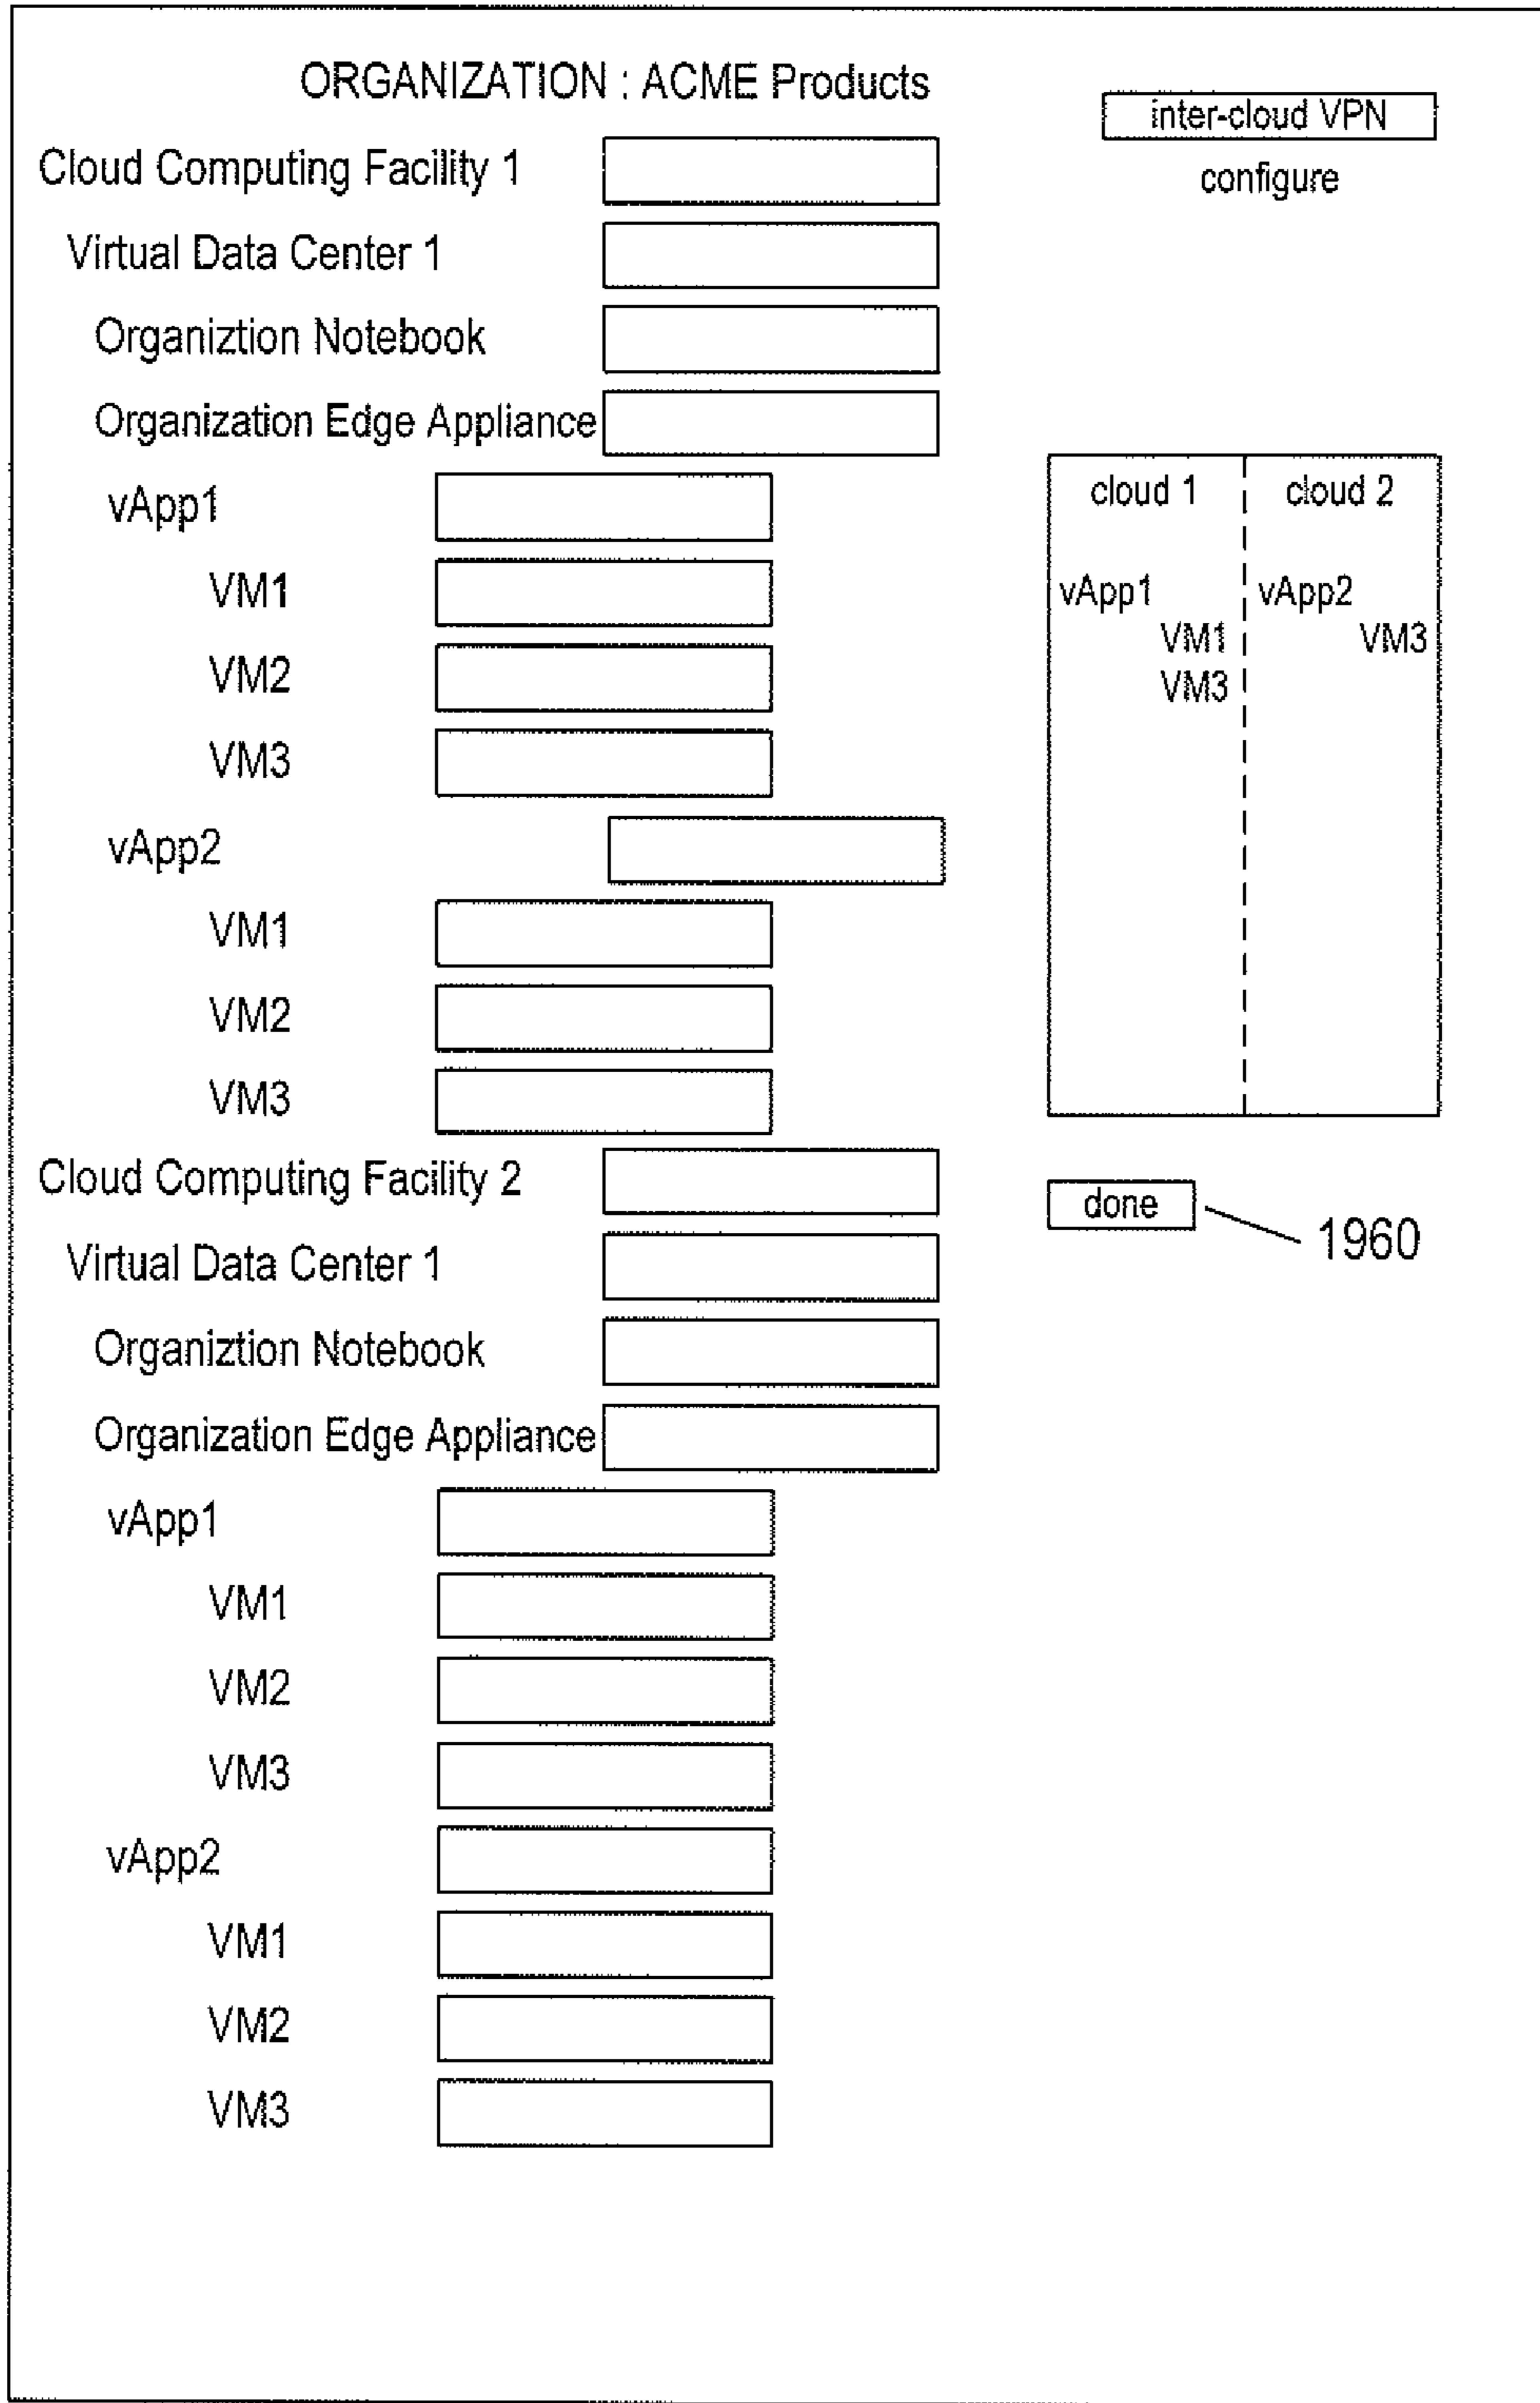 ORGANIZATION : ACME Products
inter-cloud VPN
configure
Cloud Computing Facility 1
Virtual Data Center 1
Organiztion Notebook
Organization Edge Appliance
vApp1
VM1
VM2
VM3
vApp2
VM1
VM2
VM3
Cloud Computing Facility 2
Virtual Data Center 1
Organiztion Notebook
Organization Edge Appliance
vApp1
VM1
VM2
VM3
vApp2
VM1
VM2
VM3
cloud 1
vApp1
VM1
VM3
cloud 2
vApp2
VM3
done
1960